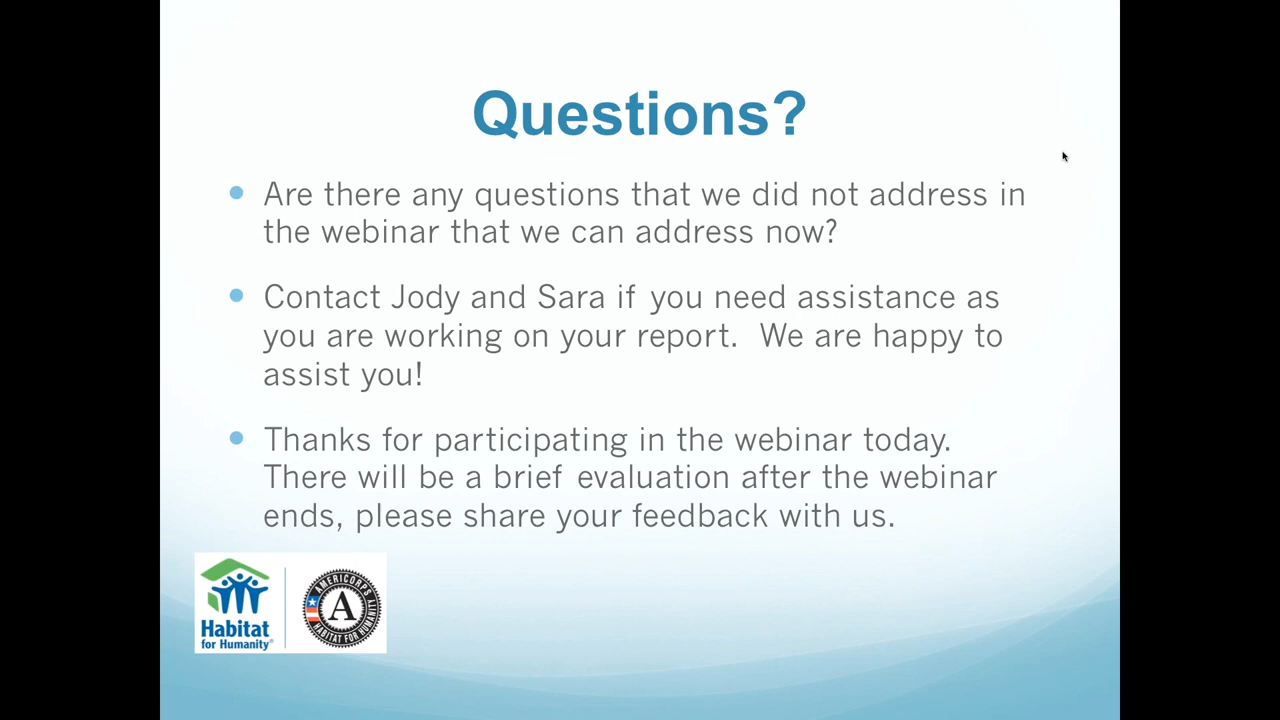 Questions?
Are there any questions that we did not address in
the webinar that we can address now?
Contact Jody and Sara if you need assistance as
you are working on your report.  We are happy to
assist you!
Thanks for participating in the webinar today.
There will be a brief evaluation after the webinar
ends, please share your feedback with us.
Habitat
for Humanity®
AMERICORPS ALUMNI
A
HABITAT FOR HUMANITY